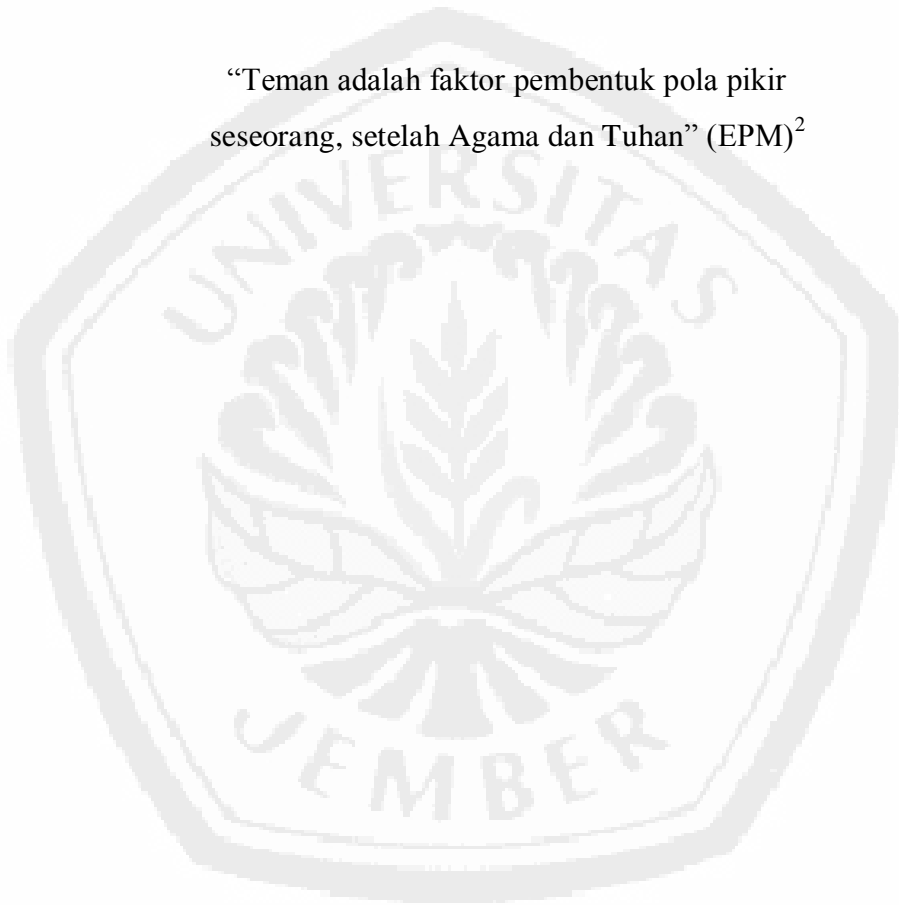 “Teman adalah faktor pembentuk pola pikir
seseorang, setelah Agama dan Tuhan” (EPM)²
UNIVERSITAS
JEMBER